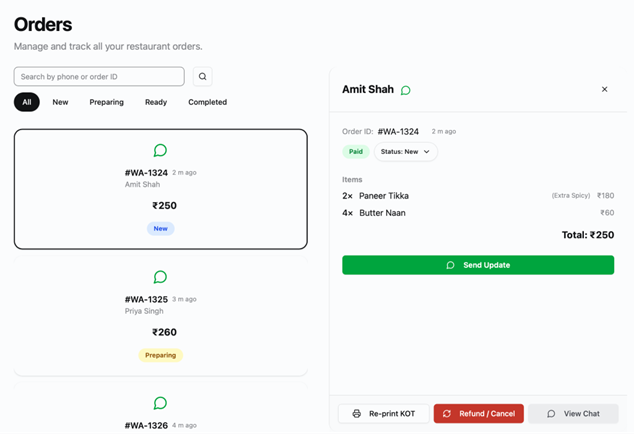 Orders
Manage and track all your restaurant orders.
Search by phone or order ID
All New Preparing Ready Completed
#WA-1324 2 m ago
Amit Shah
₹250
New
#WA-1325 3 m ago
Priya Singh
₹260
Preparing
#WA-1326 4 m ago
Amit Shah
Order ID: #WA-1324 2 m ago
Paid Status: New
Items
2× Paneer Tikka (Extra Spicy) ₹180
4× Butter Naan ₹60
Total: ₹250
Send Update
Re-print KOT Refund / Cancel View Chat